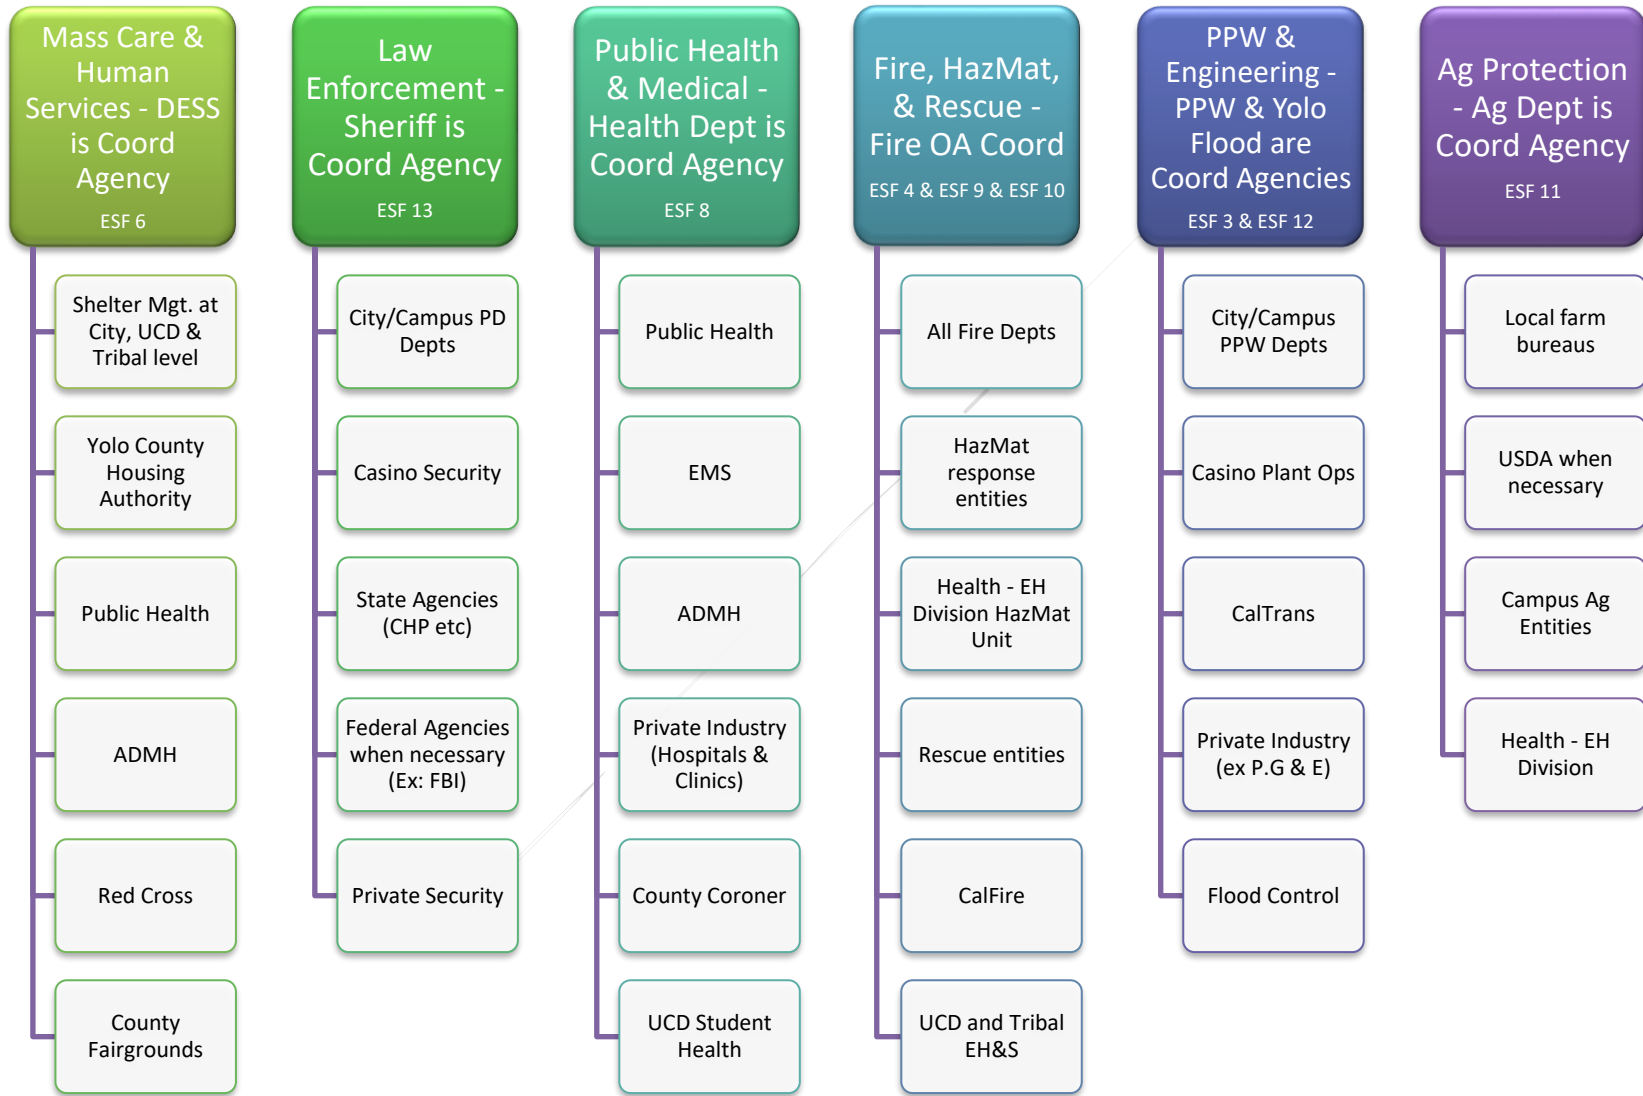 Mass Care &
Human
Services - DESS
is Coord
Agency
ESF 6
Shelter Mgt. at
City, UCD &
Tribal level
Yolo County
Housing
Authority
Public Health
ADMH
Red Cross
County
Fairgrounds
Law
Enforcement -
Sheriff is
Coord Agency
ESF 13
City/Campus PD
Depts
Casino Security
State Agencies
(CHP etc)
Federal Agencies
when necessary
(Ex: FBI)
Private Security
Public Health
& Medical -
Health Dept is
Coord Agency
ESF 8
Public Health
EMS
ADMH
Private Industry
(Hospitals &
Clinics)
County Coroner
UCD Student
Health
Fire, HazMat,
& Rescue -
Fire OA Coord
ESF 4 & ESF 9 & ESF 10
All Fire Depts
HazMat
response
entities
Health - EH
Division HazMat
Unit
Rescue entities
CalFire
UCD and Tribal
EH&S
PPW &
Engineering -
PPW & Yolo
Flood are
Coord Agencies
ESF 3 & ESF 12
City/Campus
PPW Depts
Casino Plant Ops
CalTrans
Private Industry
(ex P.G & E)
Flood Control
Ag Protection
- Ag Dept is
Coord Agency
ESF 11
Local farm
bureaus
USDA when
necessary
Campus Ag
Entities
Health - EH
Division